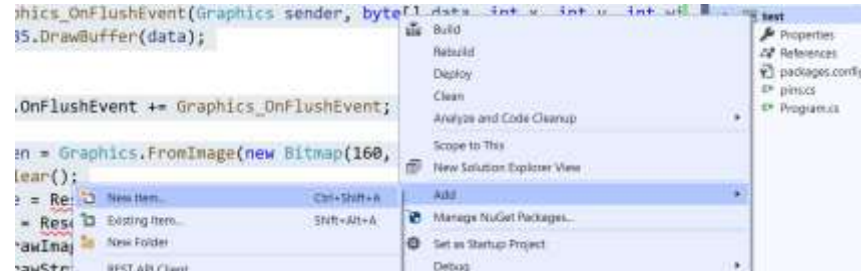 phics_OnFlushEvent(Graphics sender, byte[] data, int x, int y, int wi
35.DrawBuffer(data);
.OnFlushEvent += Graphics_OnFlushEvent;
en = Graphics.FromImage(new Bitmap(160,
lear();
e = Re
= Reso
rawIma
rawStr
New Item... Ctrl+Shift+A
Existing Item... Shift+Alt+A
New Folder
REST API Client
Build
Rebuild
Deploy
Clean
Analyze and Code Cleanup
Scope to This
New Solution Explorer View
Add
Manage NuGet Packages...
Set as Startup Project
Debug
test
Properties
References
packages.config
pins.cs
Program.cs